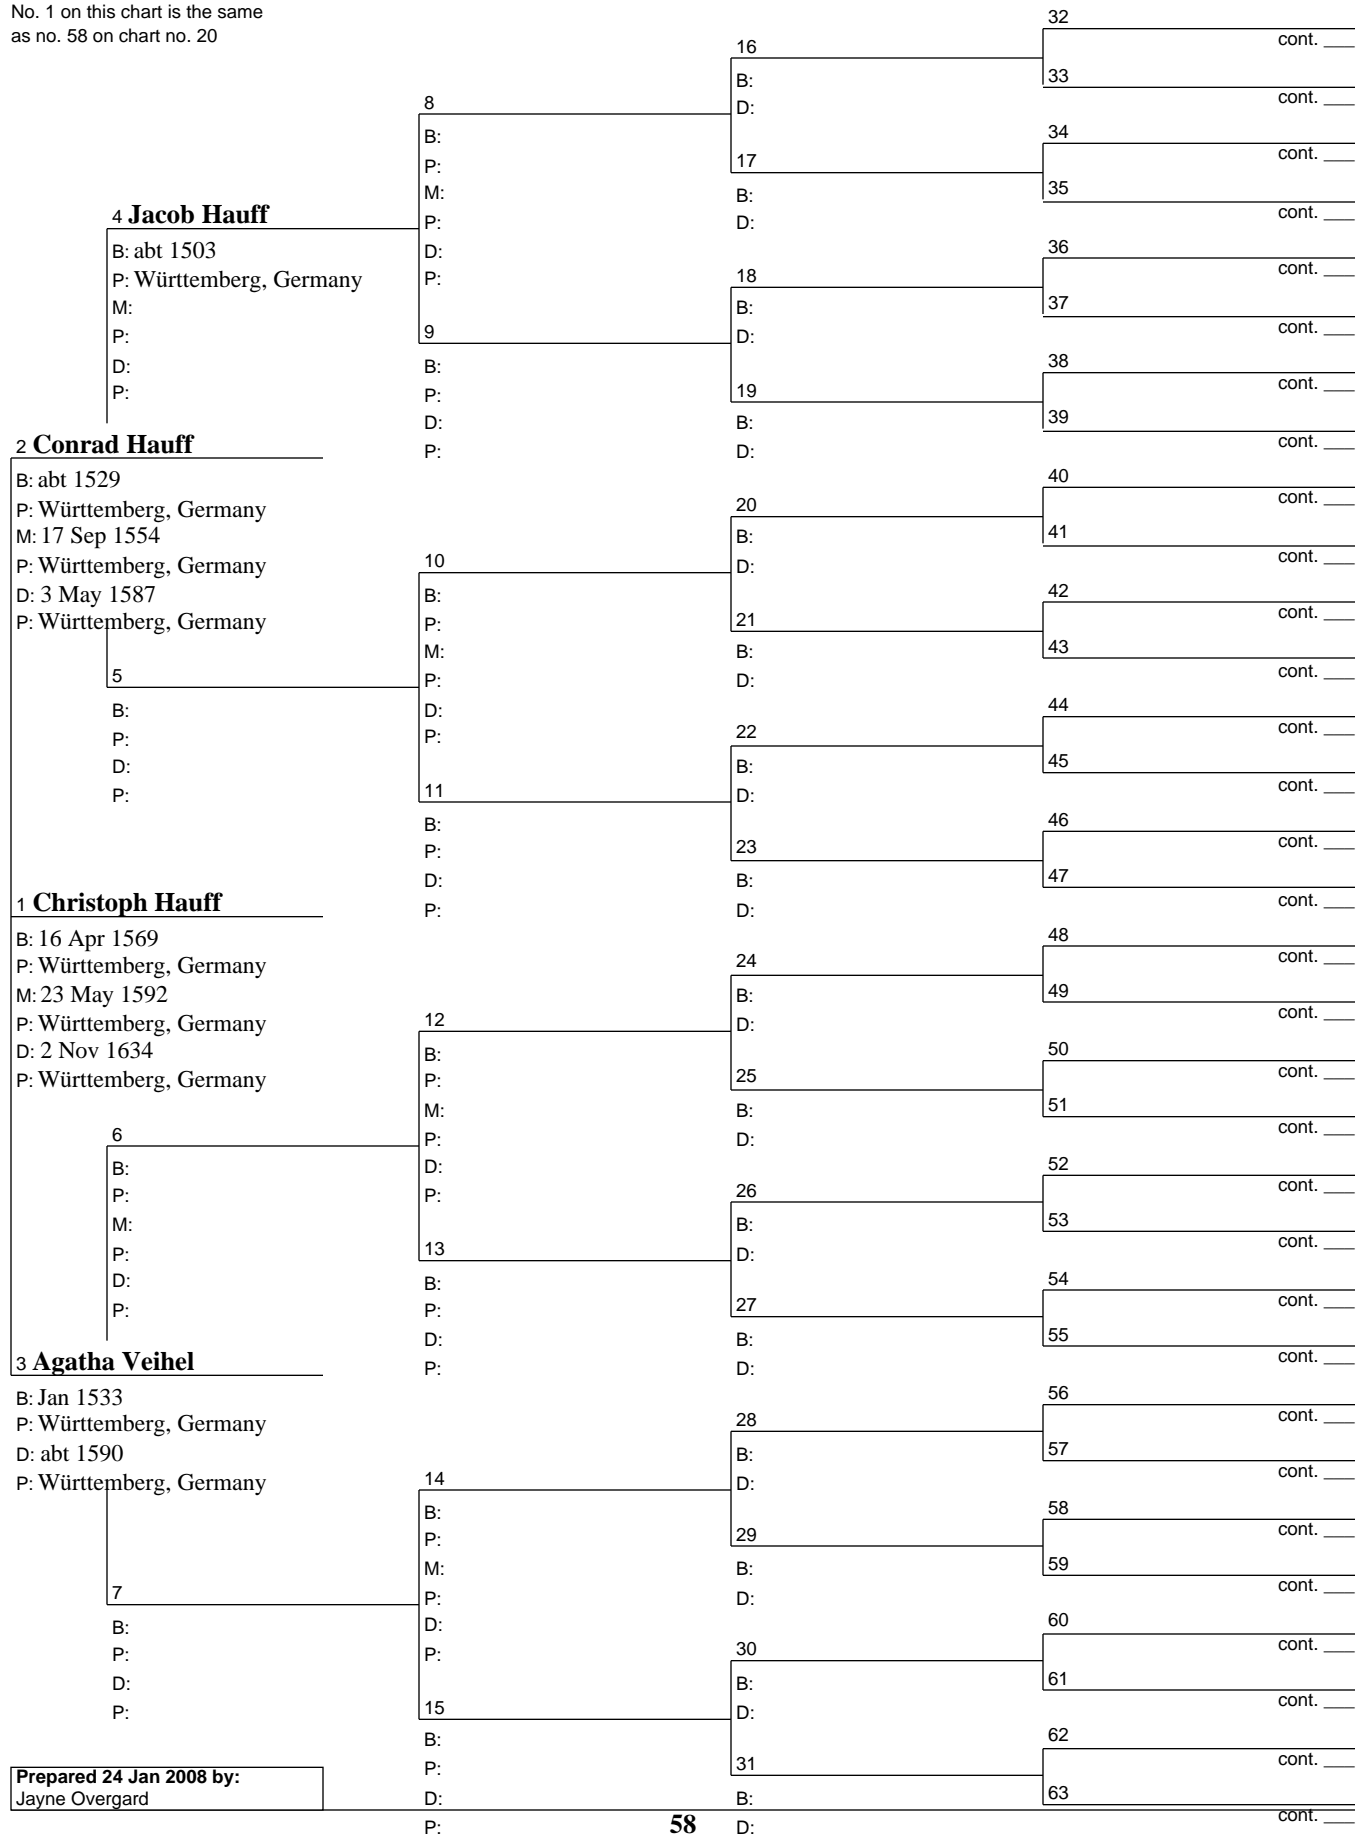 No. 1 on this chart is the same
as no. 58 on chart no. 20
4 Jacob Hauff
B: abt 1503
P: Württemberg, Germany
M:
P:
D:
P:
2 Conrad Hauff
B: abt 1529
P: Württemberg, Germany
M: 17 Sep 1554
P: Württemberg, Germany
D: 3 May 1587
P: Württemberg, Germany
5
B:
P:
D:
P:
1 Christoph Hauff
B: 16 Apr 1569
P: Württemberg, Germany
M: 23 May 1592
P: Württemberg, Germany
D: 2 Nov 1634
P: Württemberg, Germany
6
B:
P:
M:
P:
D:
P:
3 Agatha Veihel
B: Jan 1533
P: Württemberg, Germany
D: abt 1590
P: Württemberg, Germany
7
B:
P:
D:
P:
Prepared 24 Jan 2008 by:
Jayne Overgard
8
B:
P:
M:
P:
D:
P:
9
B:
P:
D:
P:
10
B:
P:
M:
P:
D:
P:
11
B:
P:
D:
P:
12
B:
P:
M:
P:
D:
P:
13
B:
P:
D:
P:
14
B:
P:
M:
P:
D:
P:
15
B:
P:
D:
P:
16
B:
D:
17
B:
D:
18
B:
D:
19
B:
D:
20
B:
D:
21
B:
D:
22
B:
D:
23
B:
D:
24
B:
D:
25
B:
D:
26
B:
D:
27
B:
D:
28
B:
D:
29
B:
D:
30
B:
D:
31
B:
D:
32
cont. ___
33
cont. ___
34
cont. ___
35
cont. ___
36
cont. ___
37
cont. ___
38
cont. ___
39
cont. ___
40
cont. ___
41
cont. ___
42
cont. ___
43
cont. ___
44
cont. ___
45
cont. ___
46
cont. ___
47
cont. ___
48
cont. ___
49
cont. ___
50
cont. ___
51
cont. ___
52
cont. ___
53
cont. ___
54
cont. ___
55
cont. ___
56
cont. ___
57
cont. ___
58
cont. ___
59
cont. ___
60
cont. ___
61
cont. ___
62
cont. ___
63
cont. ___
58